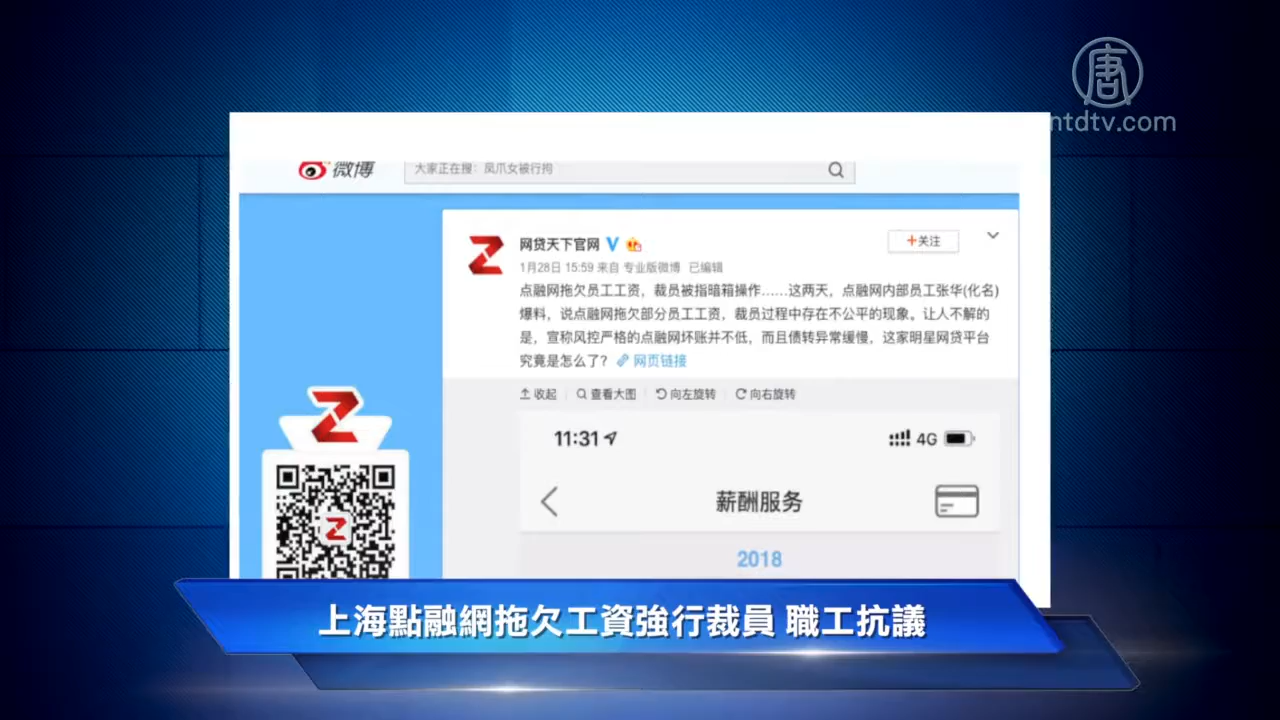 唐
ntdtv.com
微博
大家正在搜：凤爪女被行拘
网贷天下官网 V
+关注
1月28日 15:59 来自 专业版微博 已编辑
点融网拖欠员工工资，裁员被指暗箱操作……这两天，点融网内部员工张华(化名)
爆料，说点融网拖欠部分员工工资，裁员过程中存在不公平的现象。让人不解的
是，宣称风控严格的点融网坏账并不低，而且债转异常缓慢，这家明星网贷平台
究竟是怎么了？ 网页链接
收起 查看大图 向左旋转 向右旋转
11:31 4G
薪酬服务
2018
上海點融網拖欠工資強行裁員 職工抗議